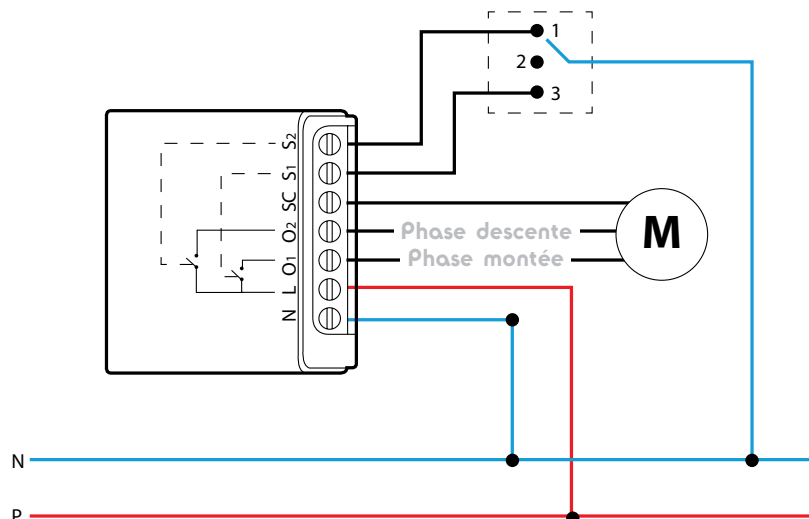 1
2
3
S2
S1
SC
O2
O1
L
N
Phase descente
Phase montée
M
N
P